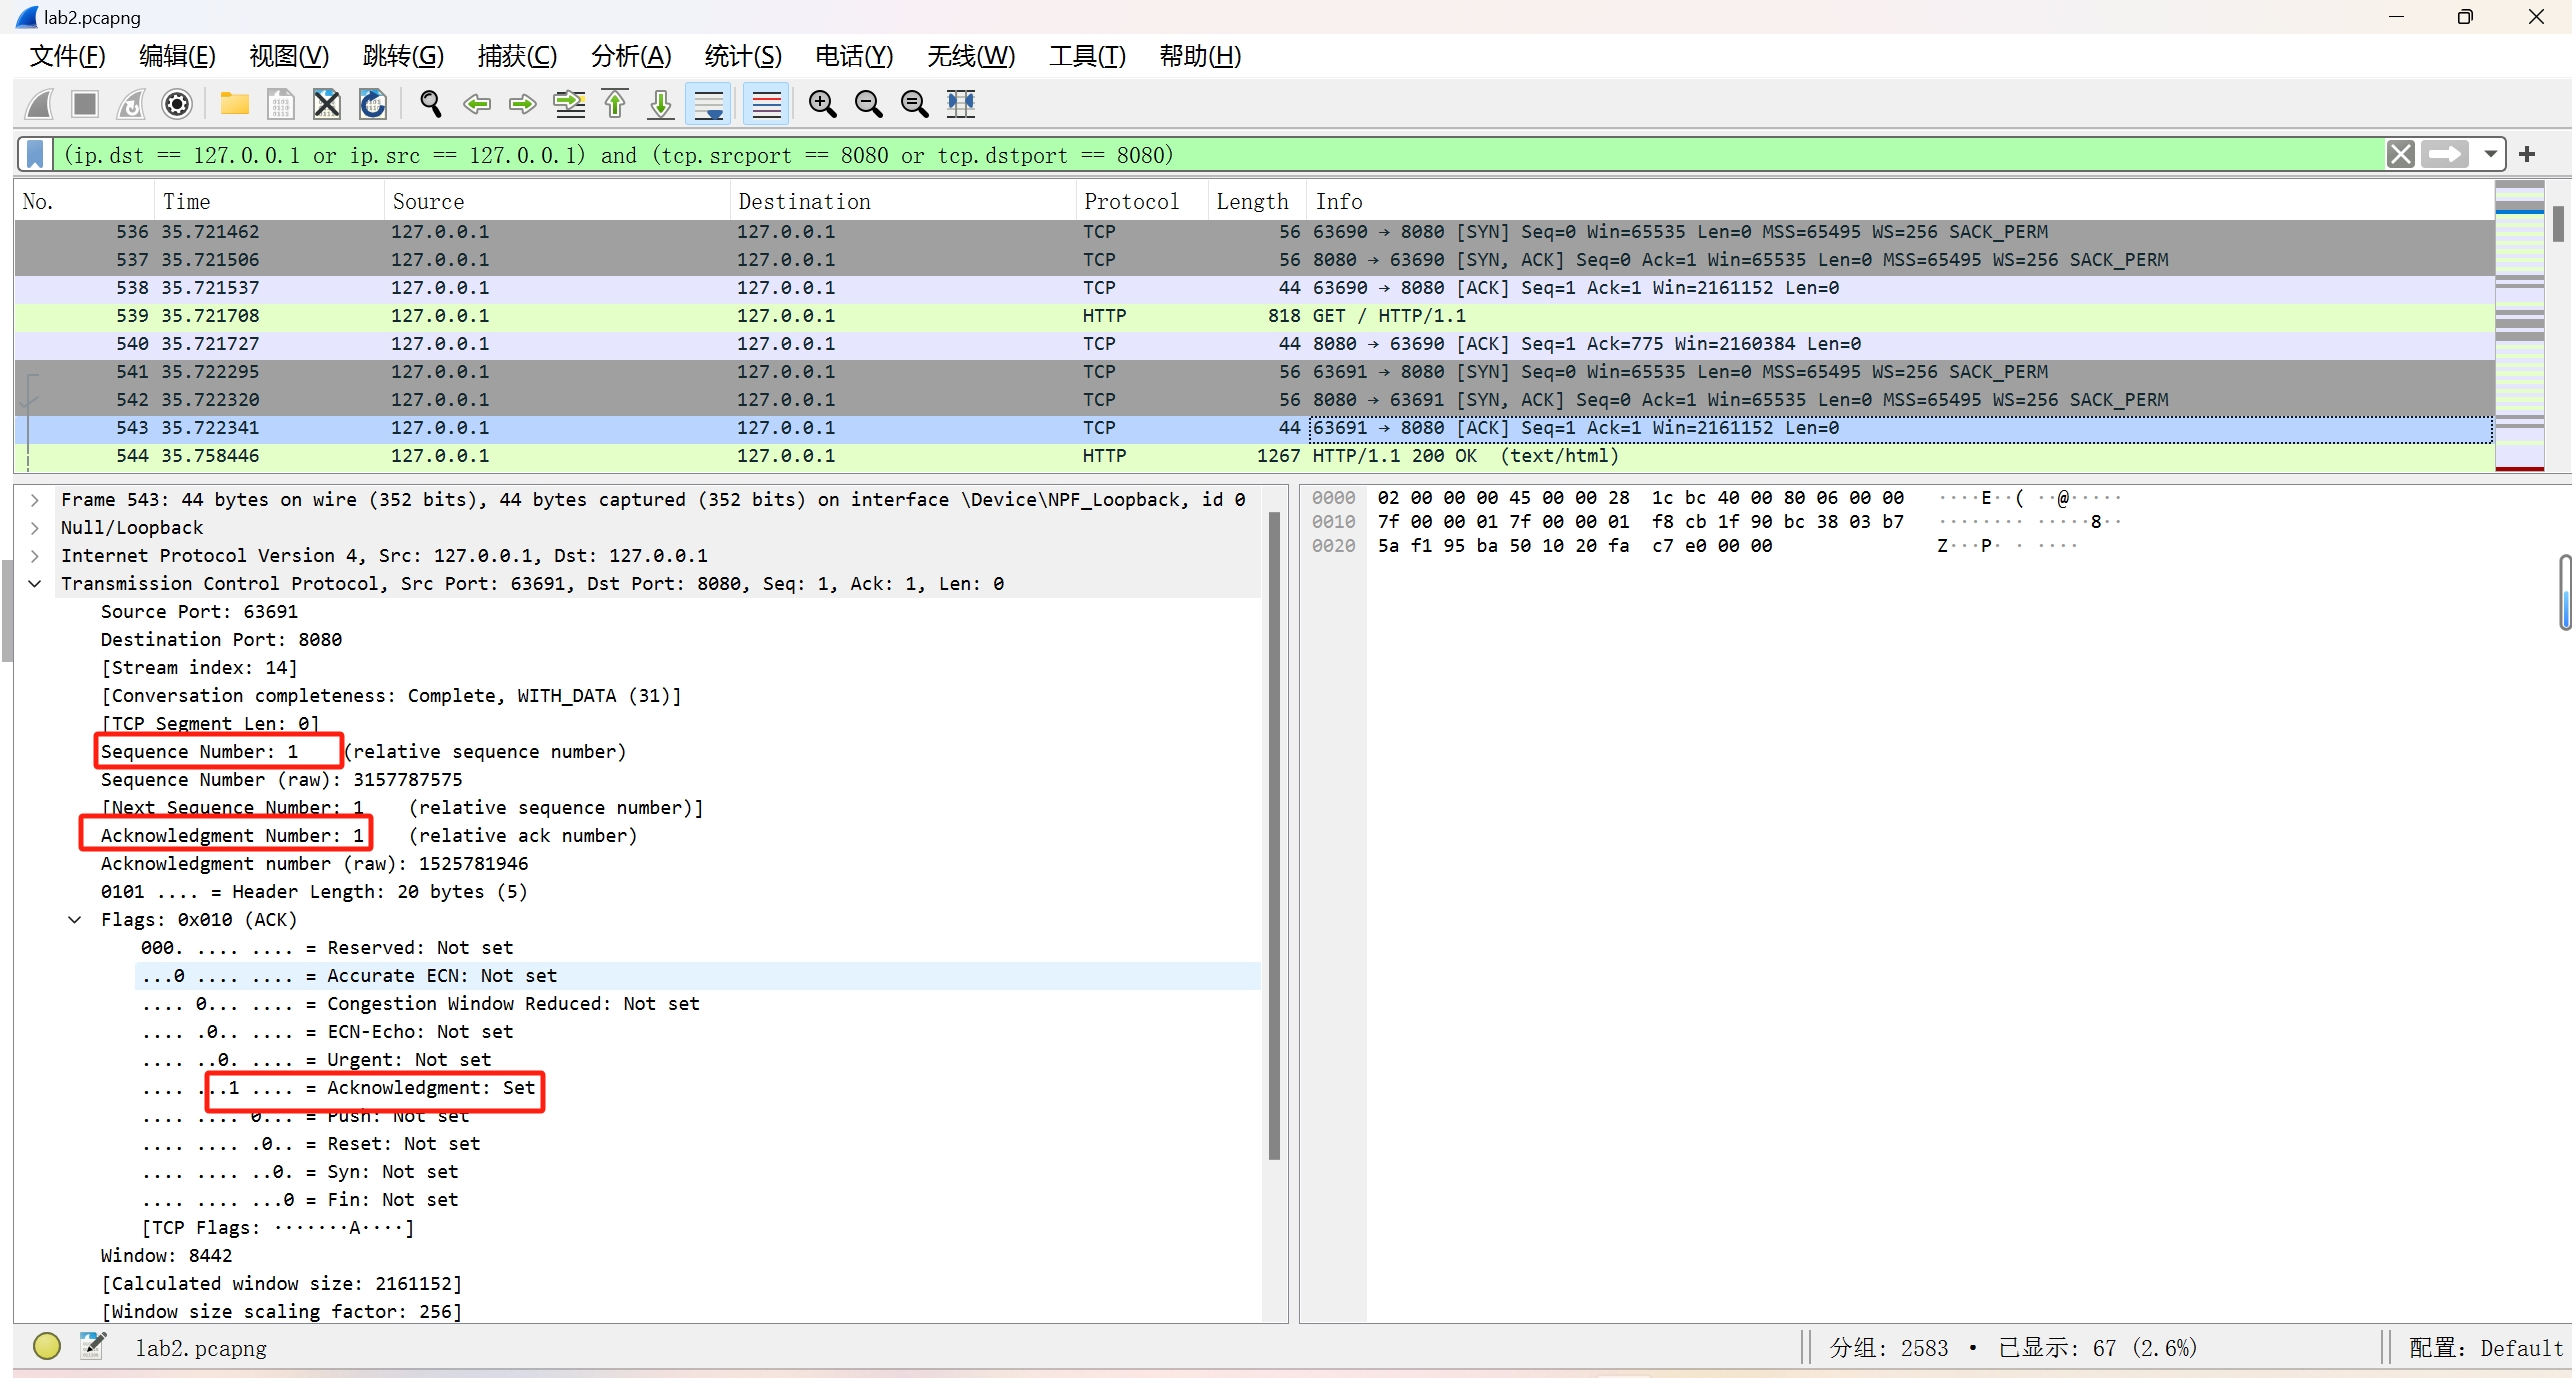 lab2.pcapng
文件(F) 编辑(E) 视图(V) 跳转(G) 捕获(C) 分析(A) 统计(S) 电话(Y) 无线(W) 工具(T) 帮助(H)
(ip.dst == 127.0.0.1 or ip.src == 127.0.0.1) and (tcp.srcport == 8080 or tcp.dstport == 8080)
No. Time Source Destination Protocol Length Info
536 35.721462 127.0.0.1 127.0.0.1 TCP 56 63690 → 8080 [SYN] Seq=0 Win=65535 Len=0 MSS=65495 WS=256 SACK_PERM
537 35.721506 127.0.0.1 127.0.0.1 TCP 56 8080 → 63690 [SYN, ACK] Seq=0 Ack=1 Win=65535 Len=0 MSS=65495 WS=256 SACK_PERM
538 35.721537 127.0.0.1 127.0.0.1 TCP 44 63690 → 8080 [ACK] Seq=1 Ack=1 Win=2161152 Len=0
539 35.721708 127.0.0.1 127.0.0.1 HTTP 818 GET / HTTP/1.1
540 35.721727 127.0.0.1 127.0.0.1 TCP 44 8080 → 63690 [ACK] Seq=1 Ack=775 Win=2160384 Len=0
541 35.722295 127.0.0.1 127.0.0.1 TCP 56 63691 → 8080 [SYN] Seq=0 Win=65535 Len=0 MSS=65495 WS=256 SACK_PERM
542 35.722320 127.0.0.1 127.0.0.1 TCP 56 8080 → 63691 [SYN, ACK] Seq=0 Ack=1 Win=65535 Len=0 MSS=65495 WS=256 SACK_PERM
543 35.722341 127.0.0.1 127.0.0.1 TCP 44 63691 → 8080 [ACK] Seq=1 Ack=1 Win=2161152 Len=0
544 35.758446 127.0.0.1 127.0.0.1 HTTP 1267 HTTP/1.1 200 OK (text/html)
Frame 543: 44 bytes on wire (352 bits), 44 bytes captured (352 bits) on interface \Device\NPF_Loopback, id 0
Null/Loopback
Internet Protocol Version 4, Src: 127.0.0.1, Dst: 127.0.0.1
Transmission Control Protocol, Src Port: 63691, Dst Port: 8080, Seq: 1, Ack: 1, Len: 0
Source Port: 63691
Destination Port: 8080
[Stream index: 14]
[Conversation completeness: Complete, WITH_DATA (31)]
[TCP Segment Len: 0]
Sequence Number: 1 (relative sequence number)
Sequence Number (raw): 3157787575
[Next Sequence Number: 1 (relative sequence number)]
Acknowledgment Number: 1 (relative ack number)
Acknowledgment number (raw): 1525781946
0101 .... = Header Length: 20 bytes (5)
Flags: 0x010 (ACK)
000. .... .... = Reserved: Not set
...0 .... .... = Accurate ECN: Not set
.... 0... .... = Congestion Window Reduced: Not set
.... .0.. .... = ECN-Echo: Not set
.... ..0. .... = Urgent: Not set
.... ...1 .... = Acknowledgment: Set
.... .... 0... = Push: Not set
.... .... .0.. = Reset: Not set
.... .... ..0. = Syn: Not set
.... .... ...0 = Fin: Not set
[TCP Flags: ·······A····]
Window: 8442
[Calculated window size: 2161152]
[Window size scaling factor: 256]
0000 02 00 00 00 45 00 00 28 1c bc 40 00 80 06 00 00 ····E··( ··@·····
0010 7f 00 00 01 7f 00 00 01 f8 cb 1f 90 bc 38 03 b7 ········ ·····8··
0020 5a f1 95 ba 50 10 20 fa c7 e0 00 00 Z···P· · ····
lab2.pcapng
分组: 2583 · 已显示: 67 (2.6%)
配置: Default